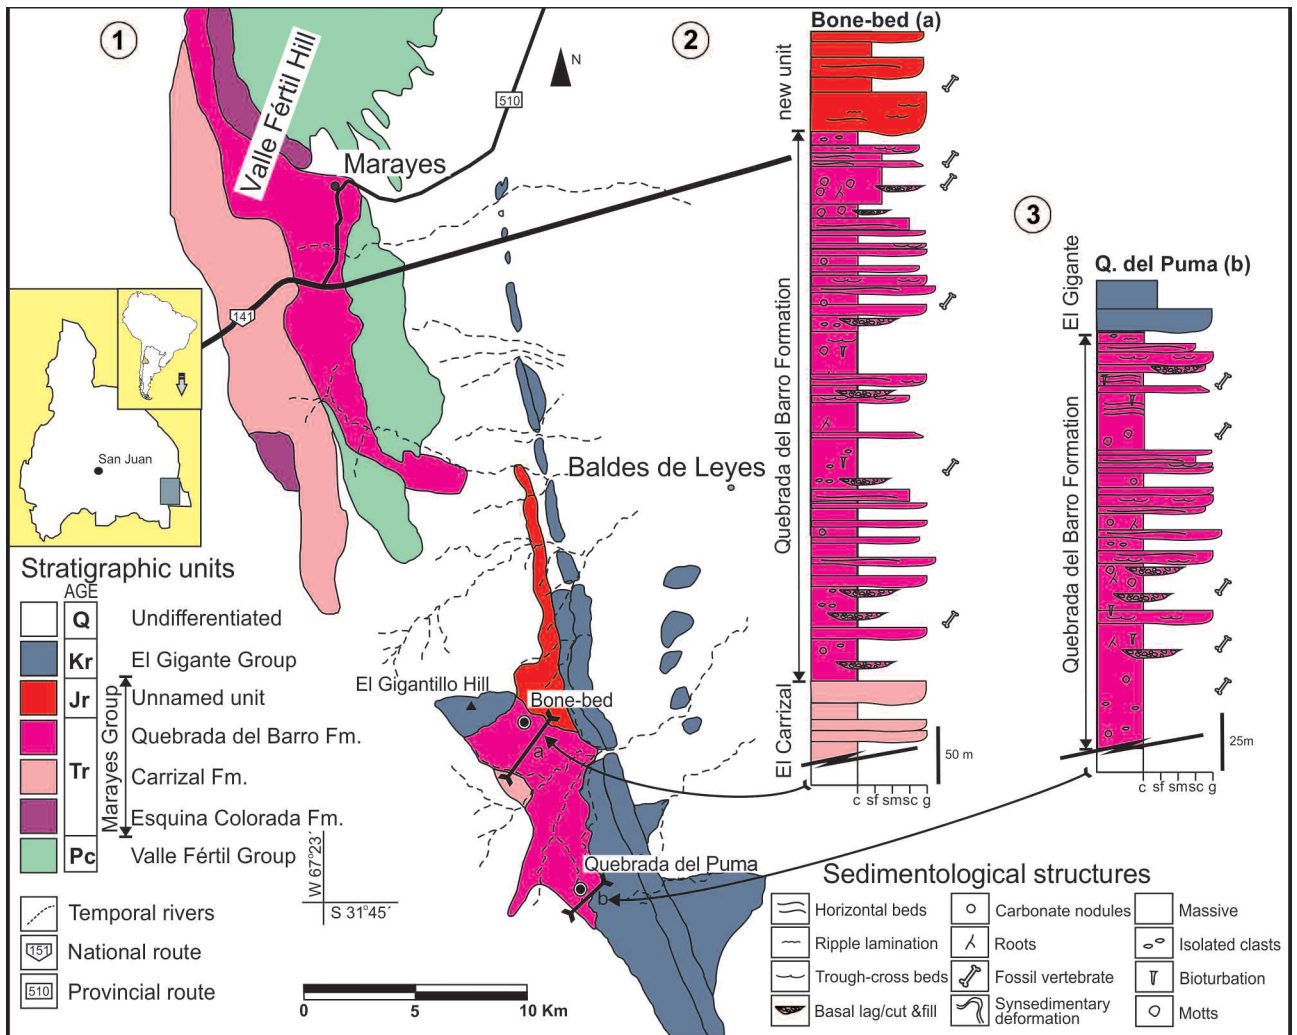 1
2
3
Valle Fértil Hill
Marayes
N
510
141
San Juan
Baldes de Leyes
El Gigantillo Hill
Bone-bed
a
Quebrada del Puma
b
W 67°23´
S 31°45´
0 5 10 Km
Stratigraphic units
AGE
Q Undifferentiated
Kr El Gigante Group
Jr Unnamed unit
Quebrada del Barro Fm.
Tr Carrizal Fm.
Esquina Colorada Fm.
Pc Valle Fértil Group
Marayes Group
Temporal rivers
151 National route
510 Provincial route
Bone-bed (a)
new unit
Quebrada del Barro Formation
El Carrizal
50 m
c sf sm sc g
Q. del Puma (b)
El Gigante
Quebrada del Barro Formation
25m
c sf sm sc g
Sedimentological structures
Horizontal beds
Ripple lamination
Trough-cross beds
Basal lag/cut &fill
Carbonate nodules
Roots
Fossil vertebrate
Synsedimentary
deformation
Massive
Isolated clasts
Bioturbation
Motts